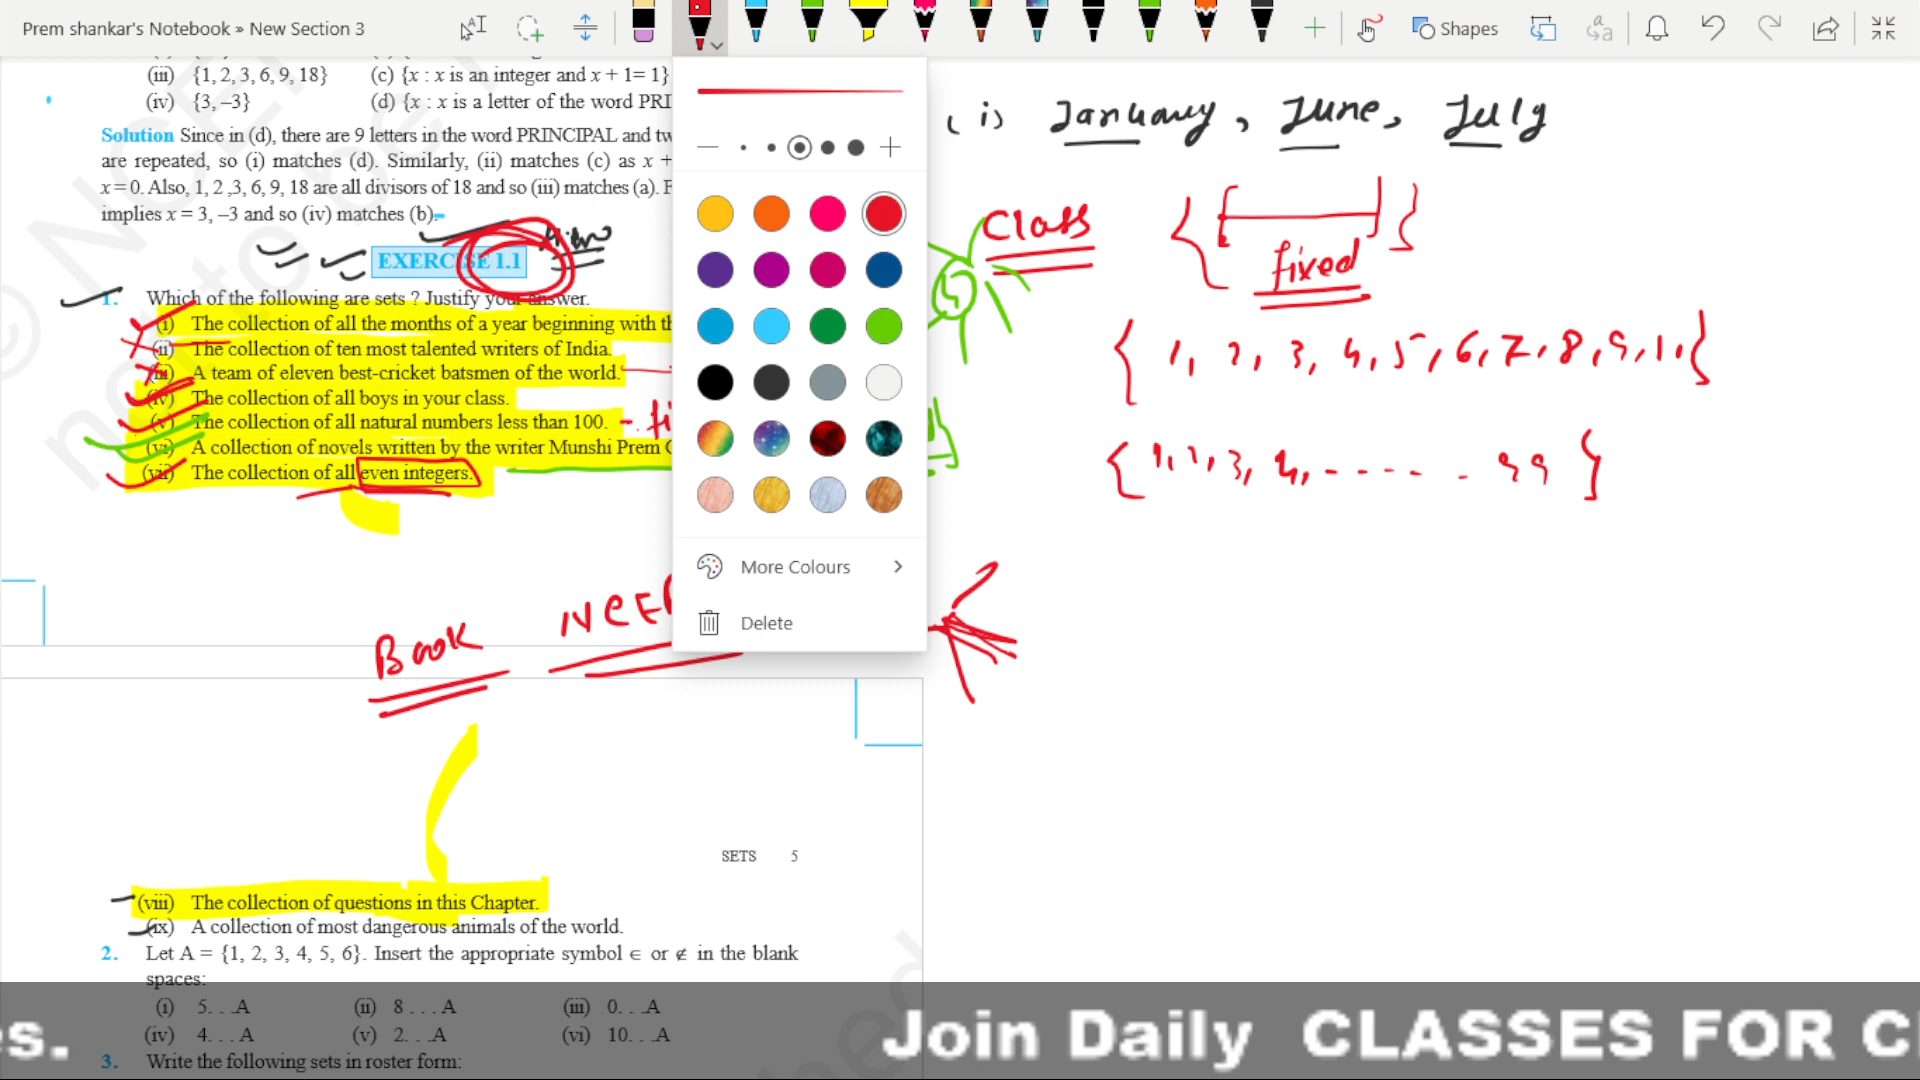 Prem shankar's Notebook » New Section 3
Shapes
(iii) {1, 2, 3, 6, 9, 18} (c) {x : x is an integer and x + 1= 1}
(iv) {3, –3} (d) {x : x is a letter of the word PRI
Solution Since in (d), there are 9 letters in the word PRINCIPAL and tw
are repeated, so (i) matches (d). Similarly, (ii) matches (c) as x +
x = 0. Also, 1, 2 ,3, 6, 9, 18 are all divisors of 18 and so (iii) matches (a). F
implies x = 3, –3 and so (iv) matches (b).
EXERCISE 1.1
1. Which of the following are sets ? Justify your answer.
(i) The collection of all the months of a year beginning with th
(ii) The collection of ten most talented writers of India.
(iii) A team of eleven best-cricket batsmen of the world.
(iv) The collection of all boys in your class.
(v) The collection of all natural numbers less than 100.
(vi) A collection of novels written by the writer Munshi Prem C
(vii) The collection of all even integers.
January, June, July
Class
{ } fixed
{ 1, 2, 3, 4, 5, 6, 7, 8, 9, 1, }
{ 1, 2, 3, 4, - - - - - . 99 }
More Colours
Delete
Book NCER
SETS 5
(viii) The collection of questions in this Chapter.
(ix) A collection of most dangerous animals of the world.
2. Let A = {1, 2, 3, 4, 5, 6}. Insert the appropriate symbol ∈ or ∉ in the blank
spaces:
(i) 5. . .A (ii) 8 . . . A (iii) 0. . .A
(iv) 4. . . A (v) 2. . .A (vi) 10. . .A
3. Write the following sets in roster form:
s. Join Daily CLASSES FOR C